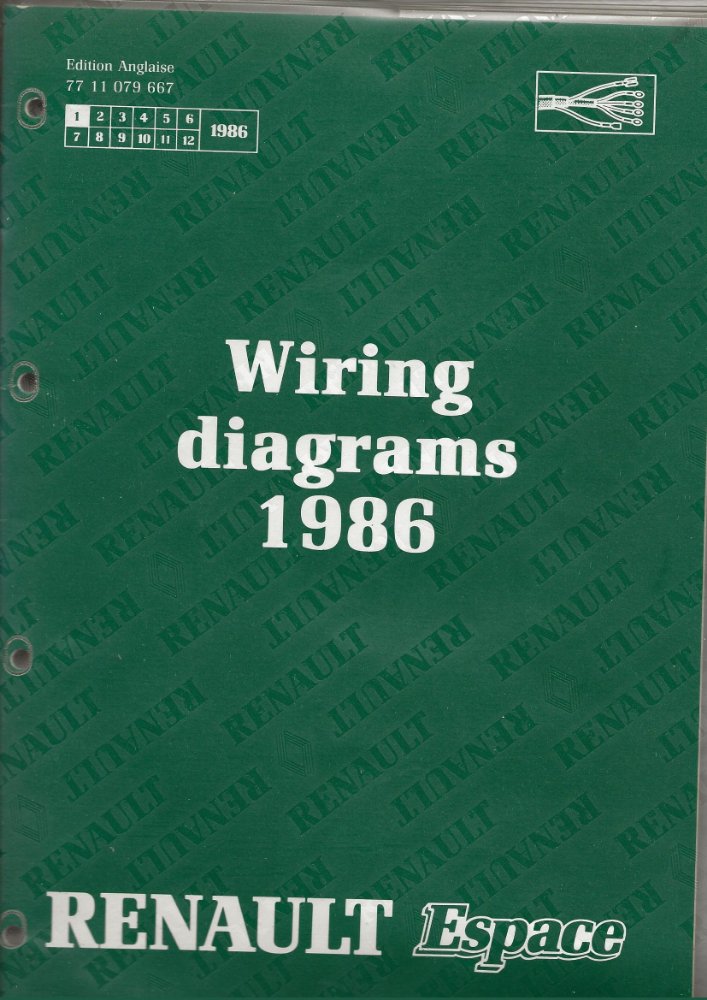 Edition Anglaise
77 11 079 667
1 2 3 4 5 6 1986
7 8 9 10 11 12
Wiring
diagrams
1986
RENAULT Espace